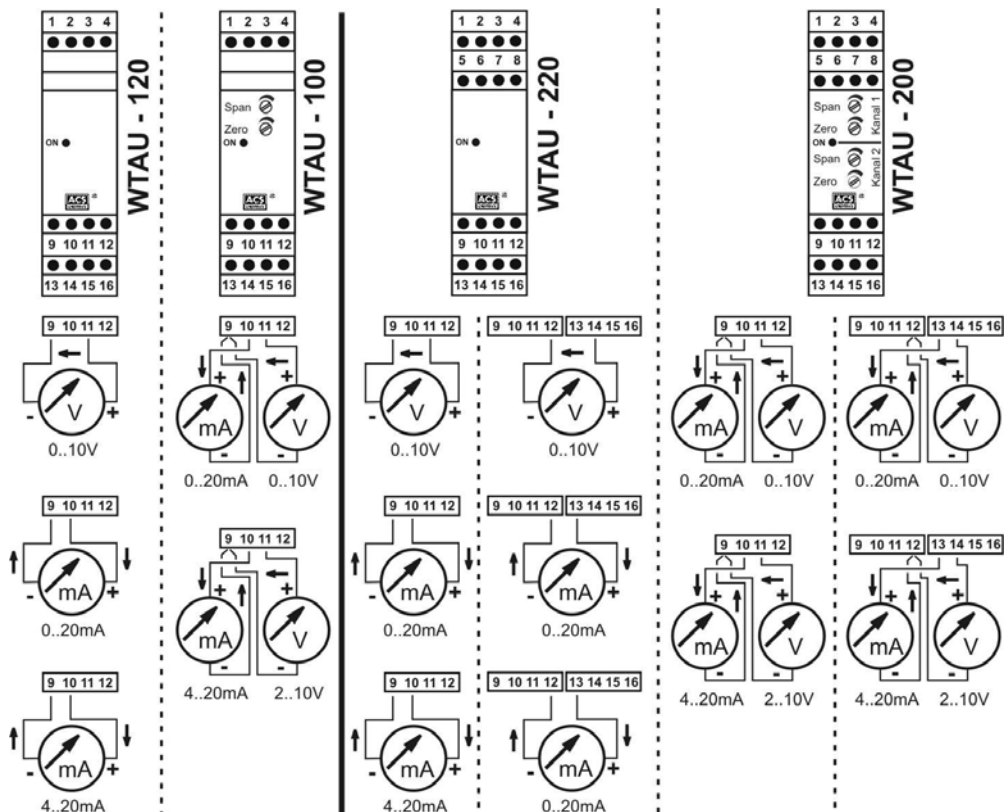 1 2 3 4
WTAU - 120
ON
ACS
9 10 11 12
13 14 15 16
9 10 11 12
- V +
0..10V
9 10 11 12
- mA +
0..20mA
9 10 11 12
- mA +
4..20mA
1 2 3 4
WTAU - 100
Span
Zero
ON
ACS
9 10 11 12
13 14 15 16
9 10 11 12
+ +
mA V
- -
0..20mA 0..10V
9 10 11 12
+ +
mA V
- -
4..20mA 2..10V
1 2 3 4
5 6 7 8
WTAU - 220
ON
ACS
9 10 11 12
13 14 15 16
9 10 11 12
- V +
0..10V
9 10 11 12
- mA +
0..20mA
9 10 11 12
- mA +
4..20mA
9 10 11 12 13 14 15 16
- V +
0..10V
9 10 11 12 13 14 15 16
- mA +
0..20mA
9 10 11 12 13 14 15 16
- mA +
0..20mA
1 2 3 4
5 6 7 8
WTAU - 200
Span
Zero
Kanal 1
ON
Span
Zero
Kanal 2
ACS
9 10 11 12
13 14 15 16
9 10 11 12
+ +
mA V
- -
0..20mA 0..10V
9 10 11 12
+ +
mA V
- -
4..20mA 2..10V
9 10 11 12 13 14 15 16
+ +
mA V
- -
0..20mA 0..10V
9 10 11 12 13 14 15 16
+ +
mA V
- -
4..20mA 2..10V